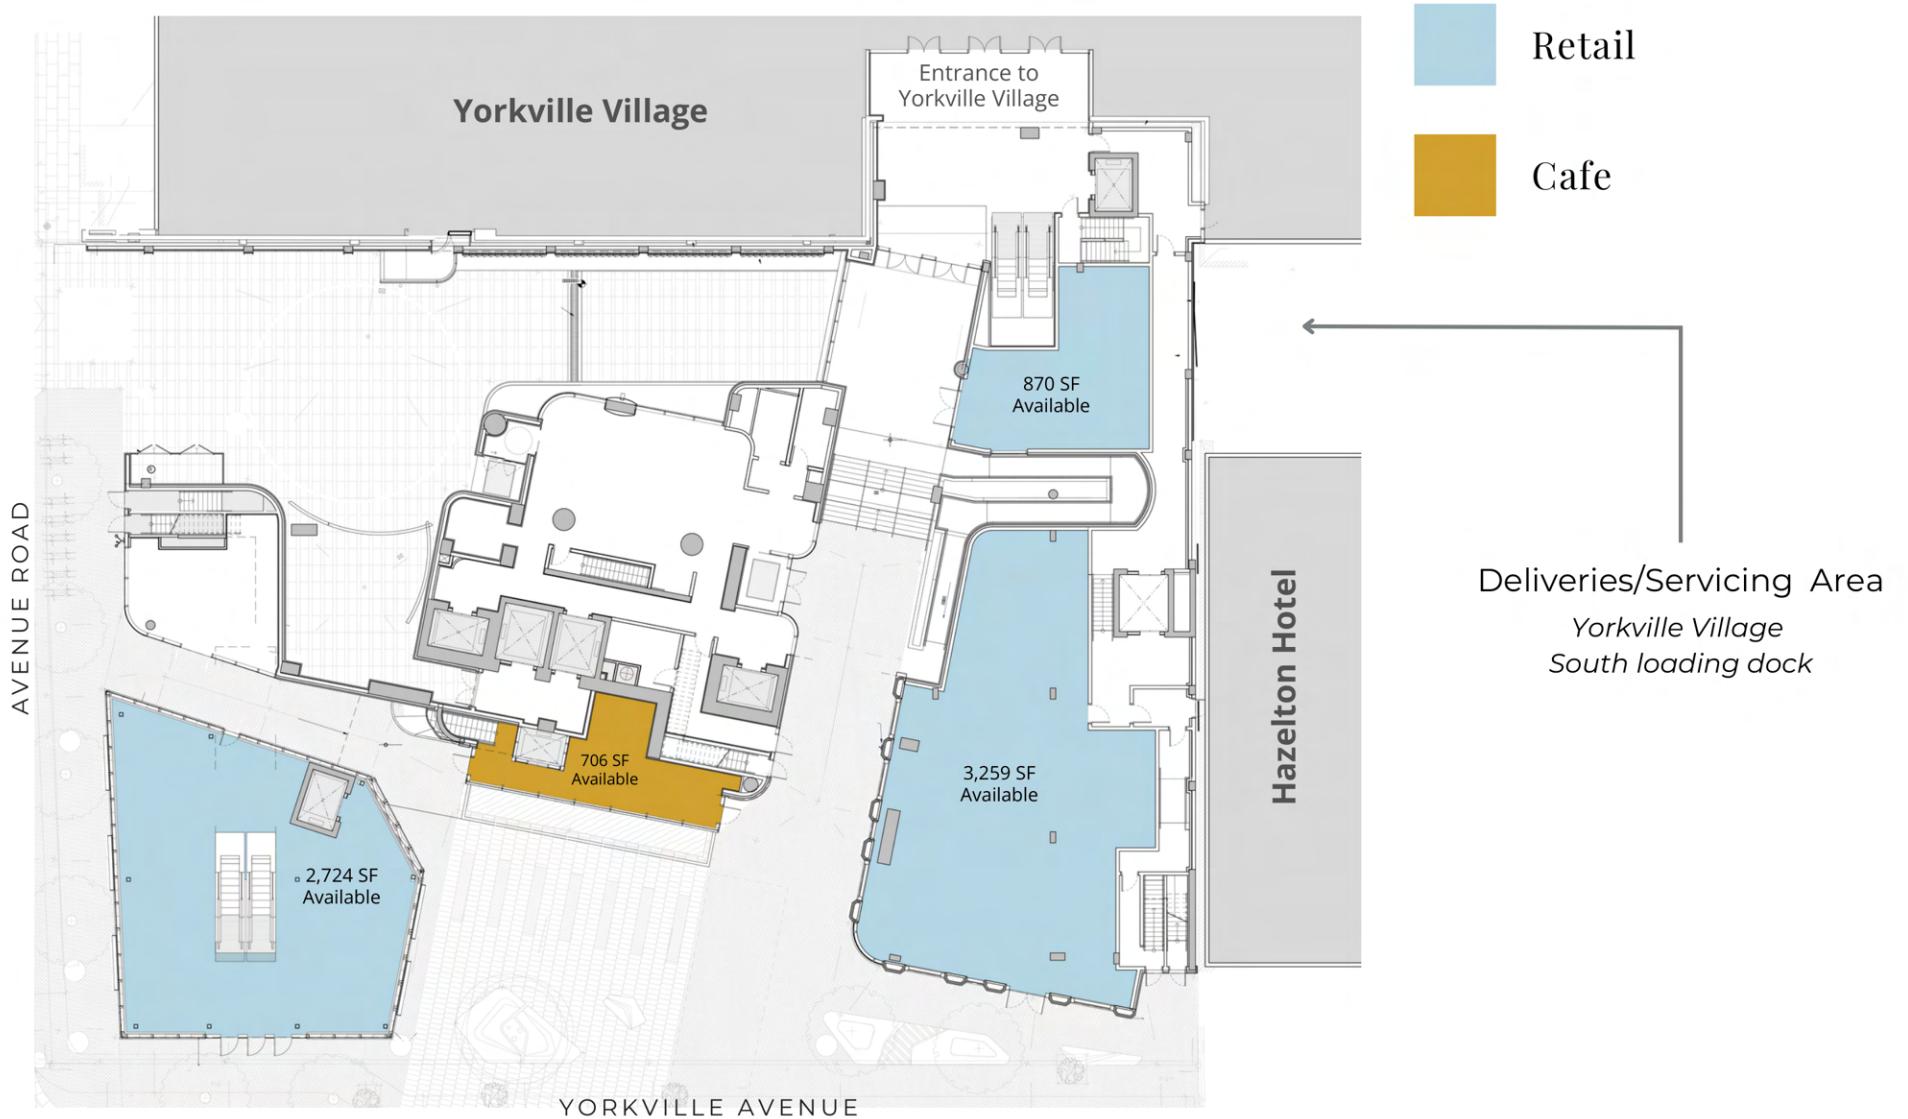 Entrance to
Yorkville Village
Yorkville Village
Retail
Cafe
870 SF
Available
AVENUE ROAD
Deliveries/Servicing Area
Yorkville Village
South loading dock
Hazelton Hotel
706 SF
Available
3,259 SF
Available
2,724 SF
Available
YORKVILLE AVENUE